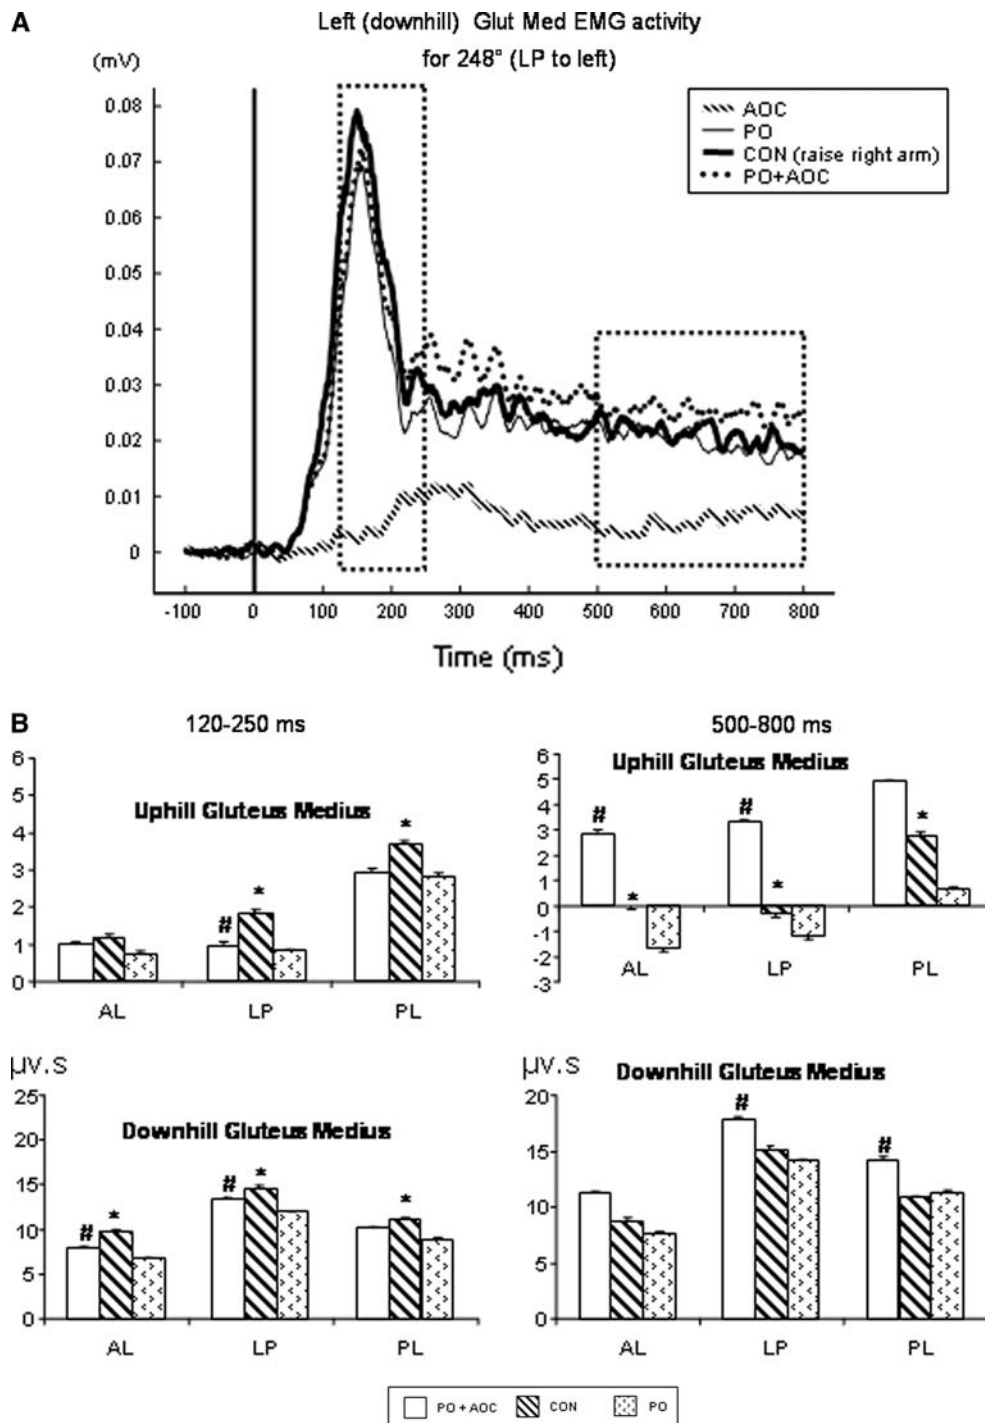 A
Left (downhill) Glut Med EMG activity
for 248° (LP to left)
(mV)
AOC
PO
CON (raise right arm)
PO+AOC
0.08
0.07
0.06
0.05
0.04
0.03
0.02
0.01
0
-100 0 100 200 300 400 500 600 700 800
Time (ms)
B
120-250 ms
500-800 ms
Uphill Gluteus Medius
6
5
4
3
2
1
0
#
*
*
AL LP PL
Uphill Gluteus Medius
6
5
4
3
2
1
0
-1
-2
-3
#
*
#
*
*
AL LP PL
μv.s
Downhill Gluteus Medius
25
20
15
10
5
0
#
*
#
*
*
AL LP PL
μv.s
Downhill Gluteus Medius
20
15
10
5
0
#
#
AL LP PL
PO + AOC CON PO